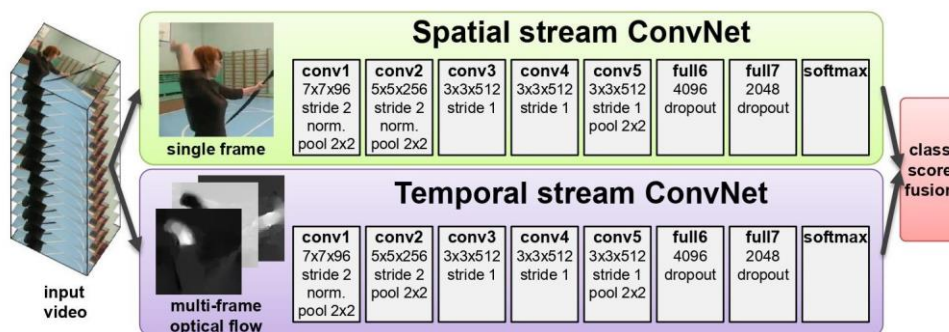 Spatial stream ConvNet
conv1
7x7x96
stride 2
norm.
pool 2x2
conv2
5x5x256
stride 2
norm.
pool 2x2
conv3
3x3x512
stride 1
conv4
3x3x512
stride 1
conv5
3x3x512
stride 1
pool 2x2
full6
4096
dropout
full7
2048
dropout
softmax
single frame
Temporal stream ConvNet
conv1
7x7x96
stride 2
norm.
pool 2x2
conv2
5x5x256
stride 2
pool 2x2
conv3
3x3x512
stride 1
conv4
3x3x512
stride 1
conv5
3x3x512
stride 1
pool 2x2
full6
4096
dropout
full7
2048
dropout
softmax
multi-frame
optical flow
input
video
class
score
fusion